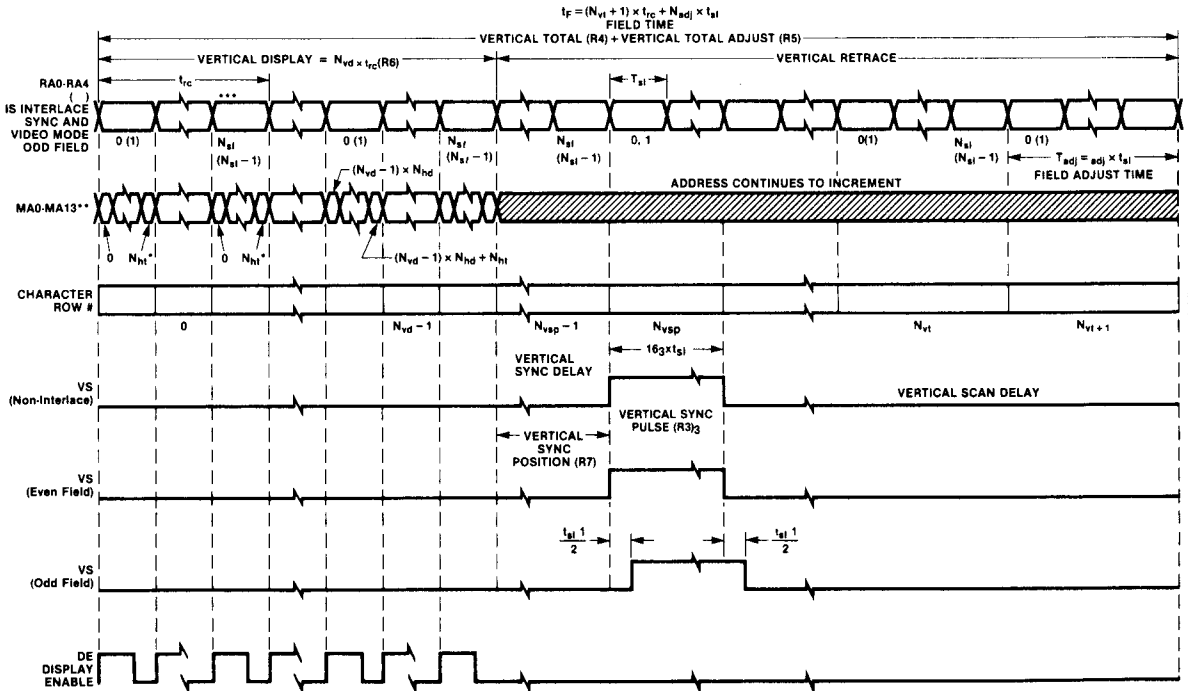 t_F = (N_vt + 1) × t_rc + N_adj × t_sl
FIELD TIME
VERTICAL TOTAL (R4) + VERTICAL TOTAL ADJUST (R5)
VERTICAL DISPLAY = N_vd × t_rc(R6)
VERTICAL RETRACE
t_rc
T_sl
RA0-RA4
( )
IS INTERLACE
SYNC AND
VIDEO MODE
ODD FIELD
...
0 (1)
N_sl
(N_sl – 1)
0 (1)
N_sl
(N_sl – 1)
N_sl
(N_sl – 1)
0, 1
0(1)
N_sl
(N_sl – 1)
0 (1)
T_adj = adj × t_sl
FIELD ADJUST TIME
(N_vd – 1) × N_hd
ADDRESS CONTINUES TO INCREMENT
MA0-MA13**
0
N_ht*
0
N_ht*
(N_vd – 1) × N_hd + N_ht
CHARACTER
ROW #
0
N_vd – 1
N_vsp – 1
N_vsp
N_vt
N_vt + 1
16_3 x t_sl
VERTICAL
SYNC DELAY
VS
(Non-Interlace)
VERTICAL SCAN DELAY
VERTICAL SYNC
PULSE (R3)_3
VERTICAL
SYNC
POSITION (R7)
VS
(Even Field)
t_sl 1
2
t_sl 1
2
VS
(Odd Field)
DE
DISPLAY
ENABLE